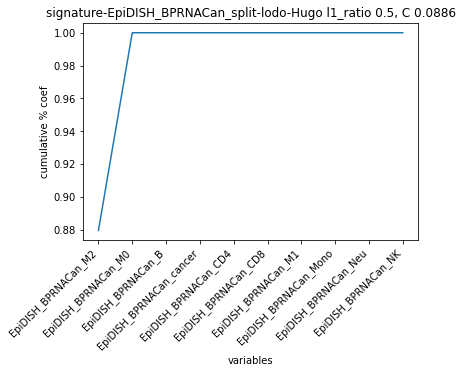 signature-EpiDISH_BPRNACan_split-lodo-Hugo l1_ratio 0.5, C 0.0886
1.00
0.98
0.96
0.94
0.92
0.90
0.88
cumulative % coef
EpiDISH_BPRNACan_M2
EpiDISH_BPRNACan_M0
EpiDISH_BPRNACan_B
EpiDISH_BPRNACan_cancer
EpiDISH_BPRNACan_CD4
EpiDISH_BPRNACan_CD8
EpiDISH_BPRNACan_M1
EpiDISH_BPRNACan_Mono
EpiDISH_BPRNACan_Neu
EpiDISH_BPRNACan_NK
variables